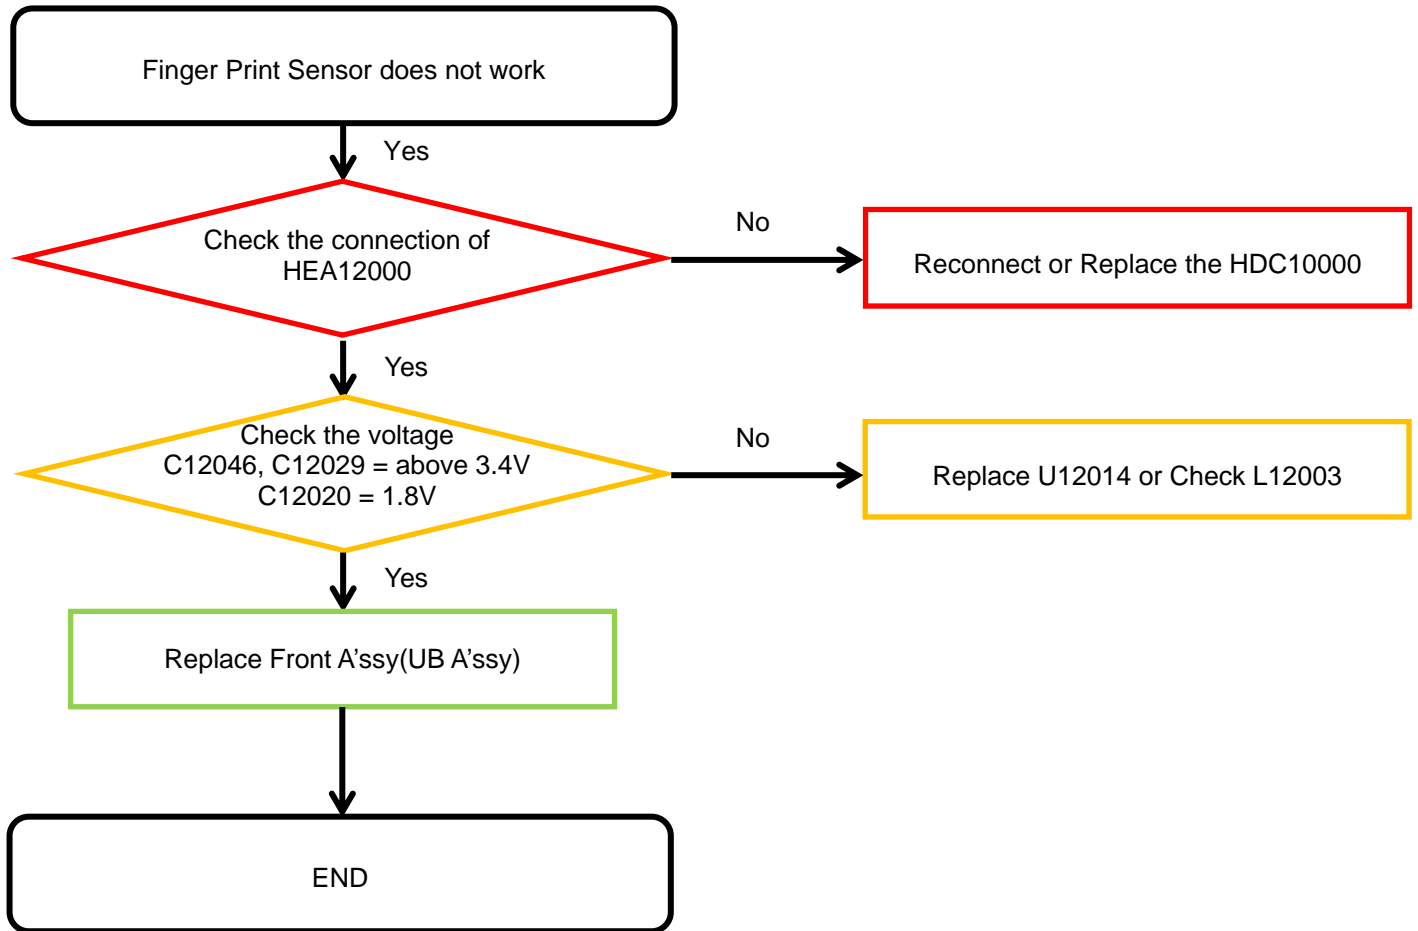 Finger Print Sensor does not work
Yes
Check the connection of
HEA12000
No
Reconnect or Replace the HDC10000
Yes
Check the voltage
C12046, C12029 = above 3.4V
C12020 = 1.8V
No
Replace U12014 or Check L12003
Yes
Replace Front A’ssy(UB A’ssy)
END